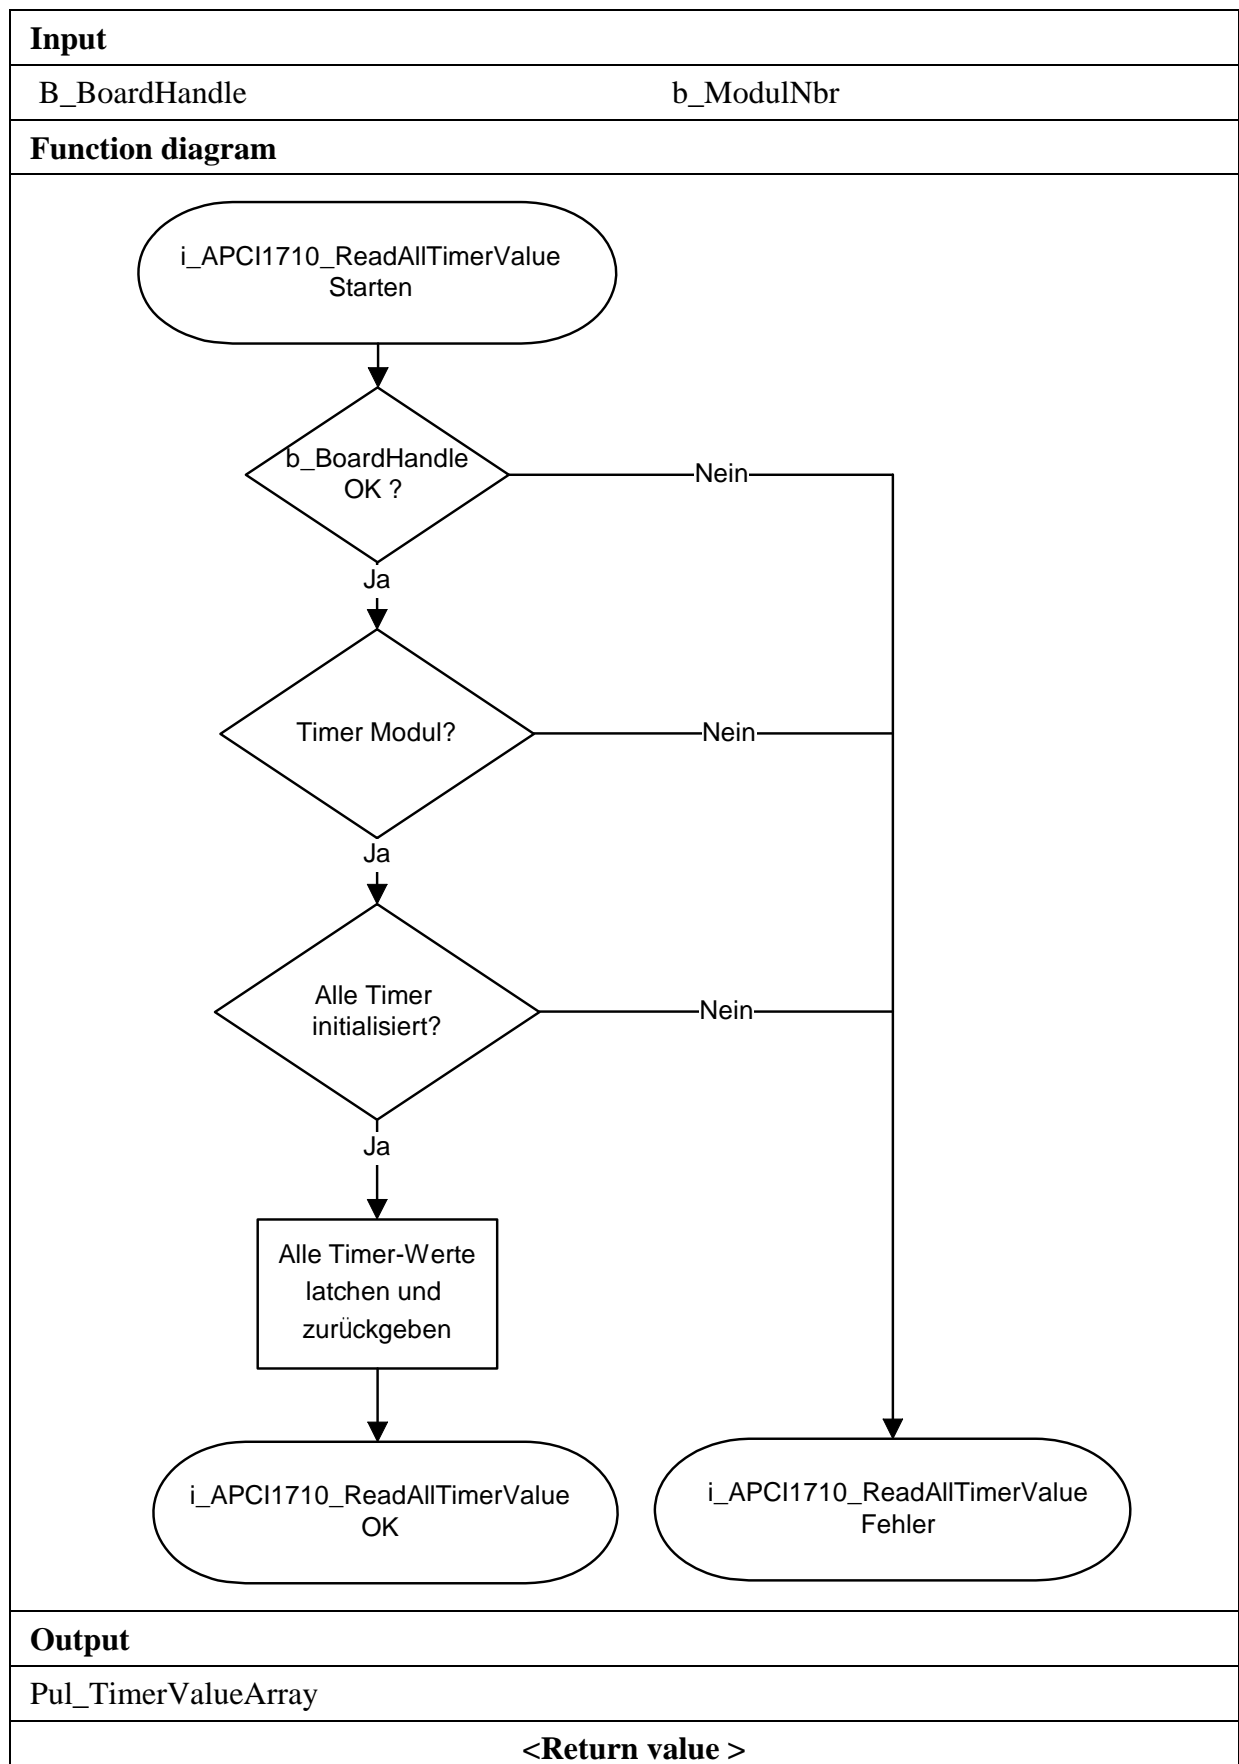 Input
B_BoardHandle b_ModulNbr
Function diagram
i_APCI1710_ReadAllTimerValue
Starten
b_BoardHandle
OK ?
Nein
Ja
Timer Modul?
Nein
Ja
Alle Timer
initialisiert?
Nein
Ja
Alle Timer-Werte
latchen und
zurückgeben
i_APCI1710_ReadAllTimerValue
OK
i_APCI1710_ReadAllTimerValue
Fehler
Output
Pul_TimerValueArray
<Return value >